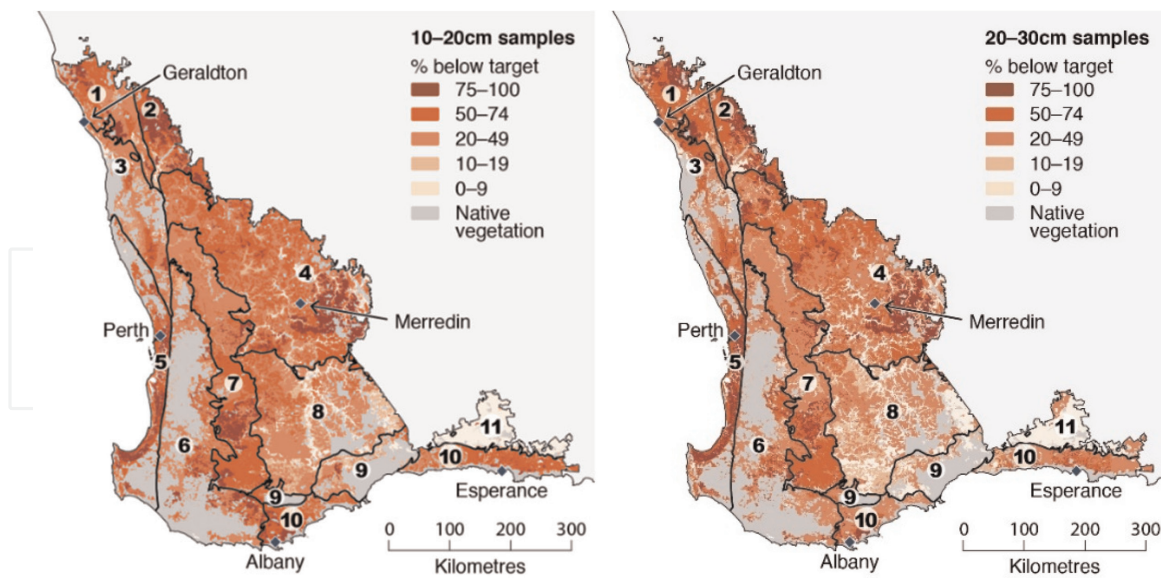 10–20cm samples
% below target
75–100
50–74
20–49
10–19
0–9
Native
vegetation
Geraldton
1
2
3
4
Merredin
Perth
5
7
8
6
11
10
9
Esperance
9
10
0 100 200 300
Albany
Kilometres
20–30cm samples
% below target
75–100
50–74
20–49
10–19
0–9
Native
vegetation
Geraldton
1
2
3
4
Merredin
Perth
5
7
8
6
11
10
9
Esperance
9
10
0 100 200 300
Albany
Kilometres